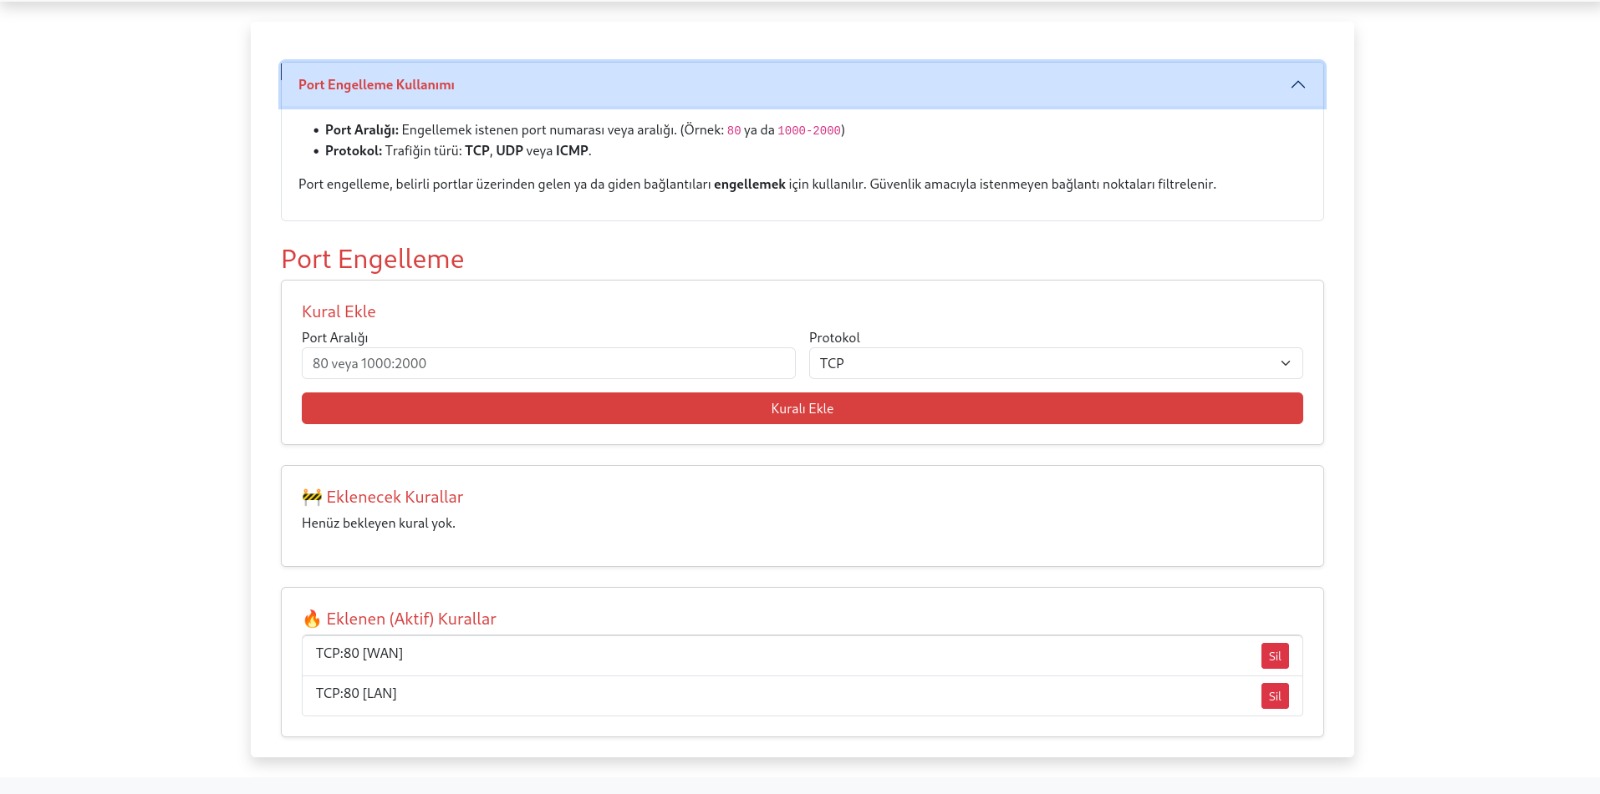 Port Engelleme Kullanımı
• Port Aralığı: Engellemek istenen port numarası veya aralığı. (Örnek: 80 ya da 1000-2000)
• Protokol: Trafiğin türü: TCP, UDP veya ICMP.
Port engelleme, belirli portlar üzerinden gelen ya da giden bağlantıları engellemek için kullanılır. Güvenlik amacıyla istenmeyen bağlantı noktaları filtrelenir.
Port Engelleme
Kural Ekle
Port Aralığı
80 veya 1000:2000
Protokol
TCP
Kuralı Ekle
🚧 Eklenecek Kurallar
Henüz bekleyen kural yok.
🔥 Eklenen (Aktif) Kurallar
TCP:80 [WAN]
Sil
TCP:80 [LAN]
Sil